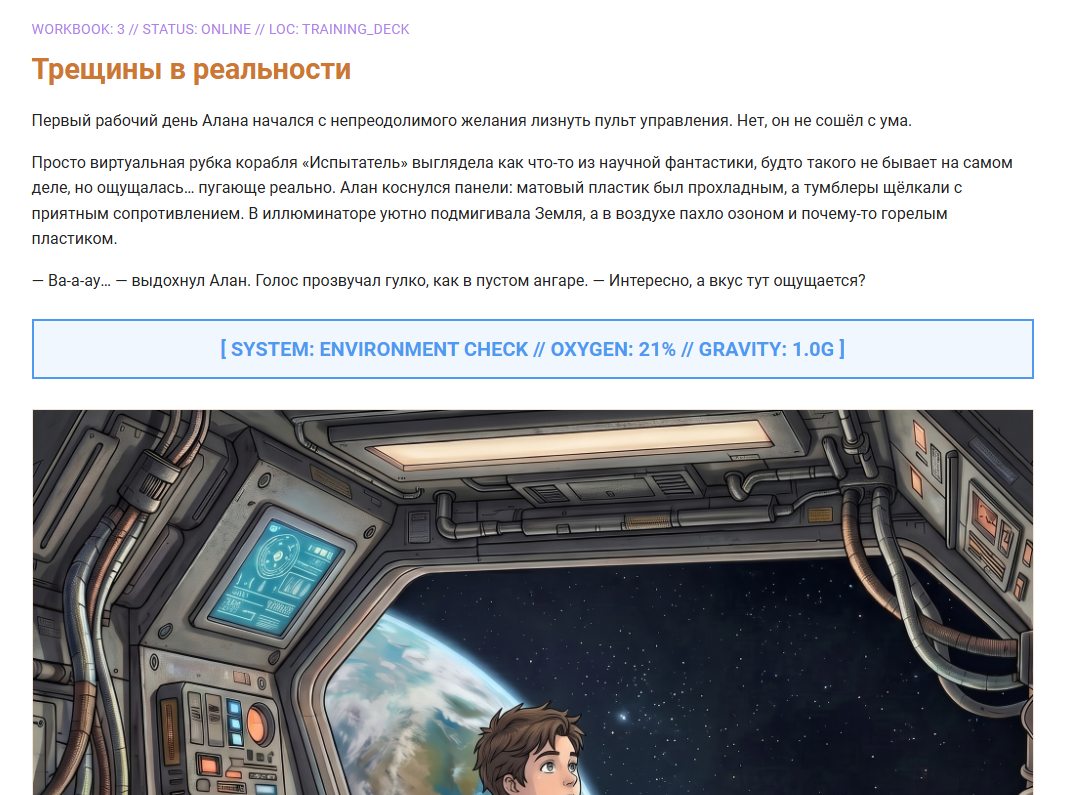 WORKBOOK: 3 // STATUS: ONLINE // LOC: TRAINING_DECK
Трещины в реальности
Первый рабочий день Алана начался с непреодолимого желания лизнуть пульт управления. Нет, он не сошёл с ума.
Просто виртуальная рубка корабля «Испытатель» выглядела как что-то из научной фантастики, будто такого не бывает на самом
деле, но ощущалась… пугающе реально. Алан коснулся панели: матовый пластик был прохладным, а тумблеры щёлкали с
приятным сопротивлением. В иллюминаторе уютно подмигивала Земля, а в воздухе пахло озоном и почему-то горелым
пластиком.
— Ва-а-ау… — выдохнул Алан. Голос прозвучал гулко, как в пустом ангаре. — Интересно, а вкус тут ощущается?
[ SYSTEM: ENVIRONMENT CHECK // OXYGEN: 21% // GRAVITY: 1.0G ]